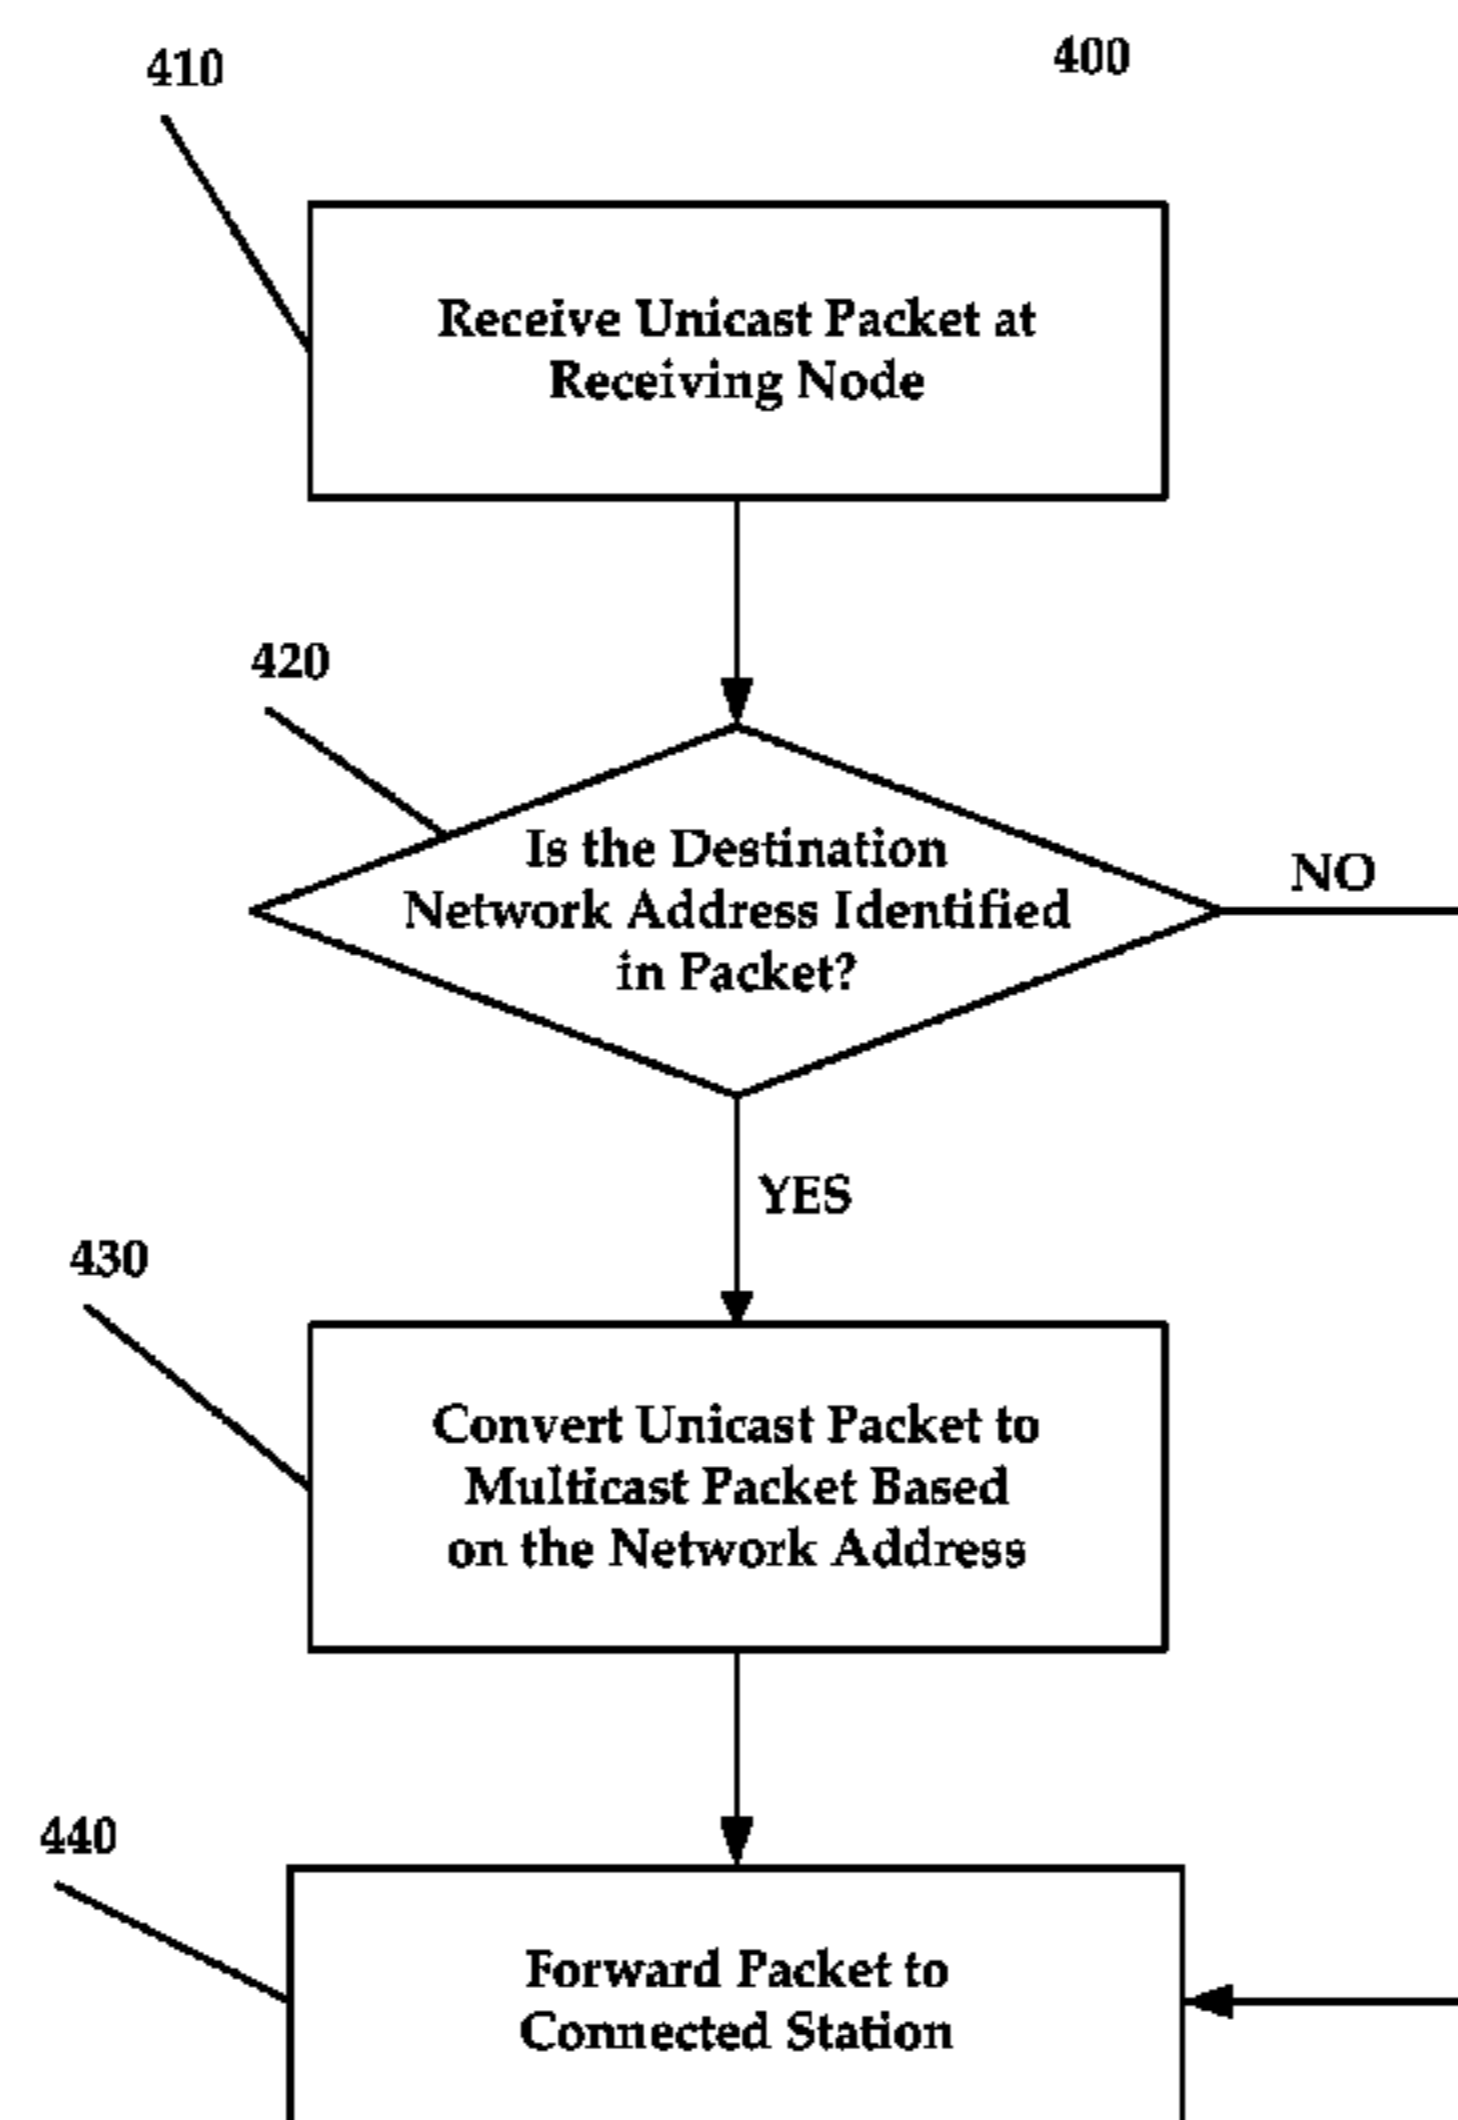 410
400
Receive Unicast Packet at
Receiving Node
420
Is the Destination
Network Address Identified
in Packet?
NO
YES
430
Convert Unicast Packet to
Multicast Packet Based
on the Network Address
440
Forward Packet to
Connected Station